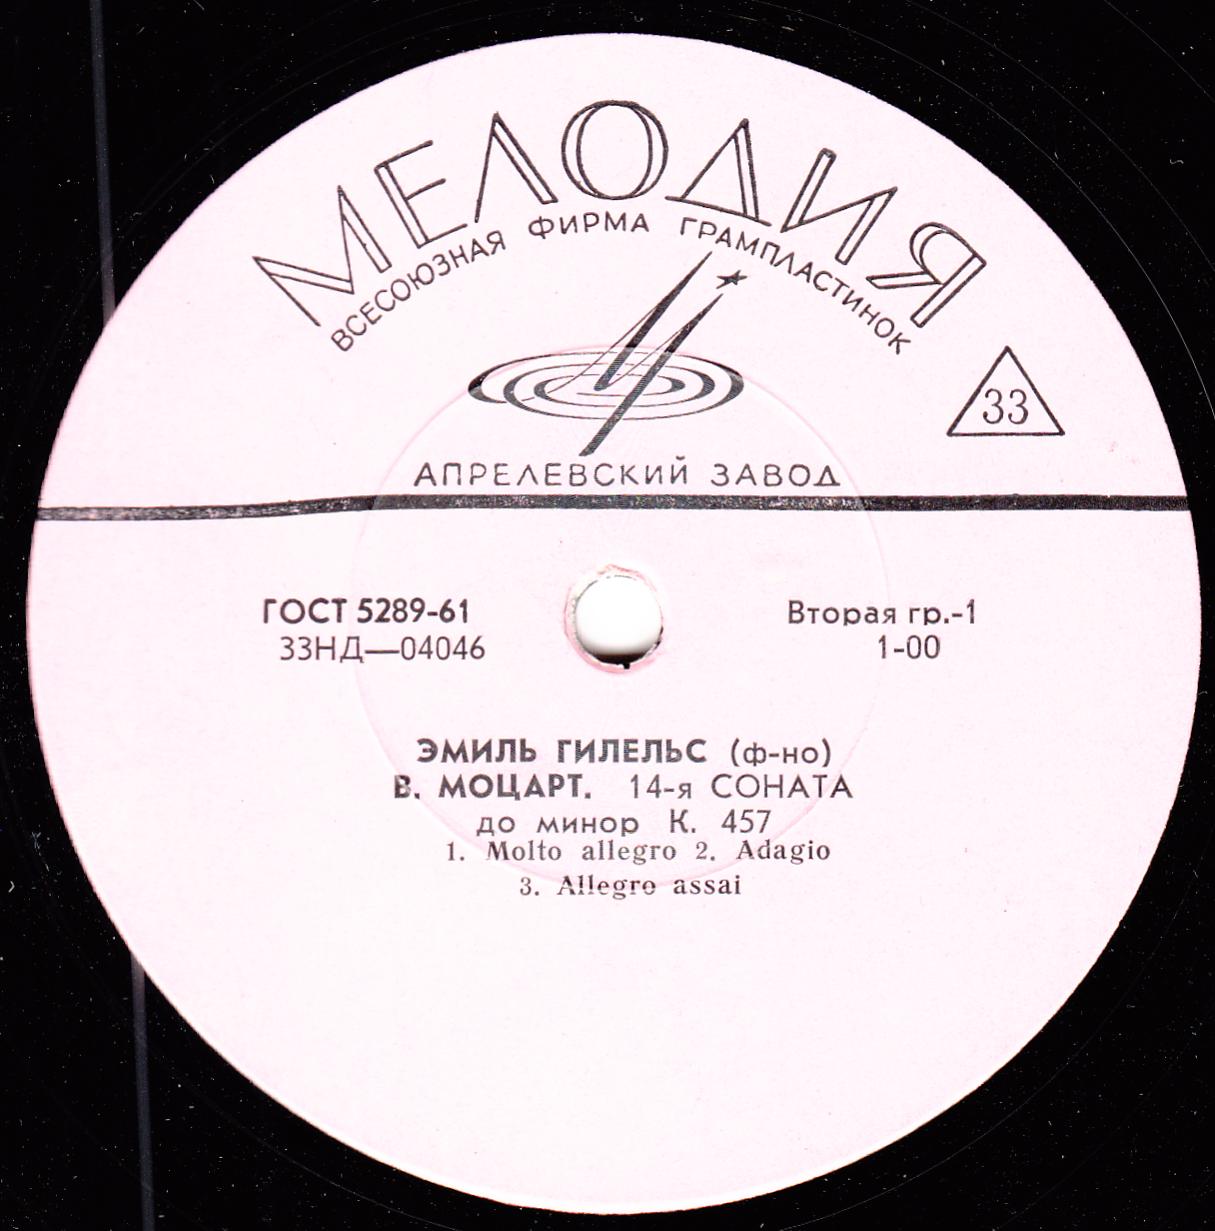 МЕЛОДИЯ
ВСЕСОЮЗНАЯ ФИРМА ГРАМПЛАСТИНОК
33
АПРЕЛЕВСКИЙ ЗАВОД
ГОСТ 5289-61
Вторая гр.-1
33НД—04046
1-00
ЭМИЛЬ ГИЛЕЛЬС (ф-но)
В. МОЦАРТ. 14-я СОНАТА
до минор К. 457
1. Molto allegro 2. Adagio
3. Allegro assai